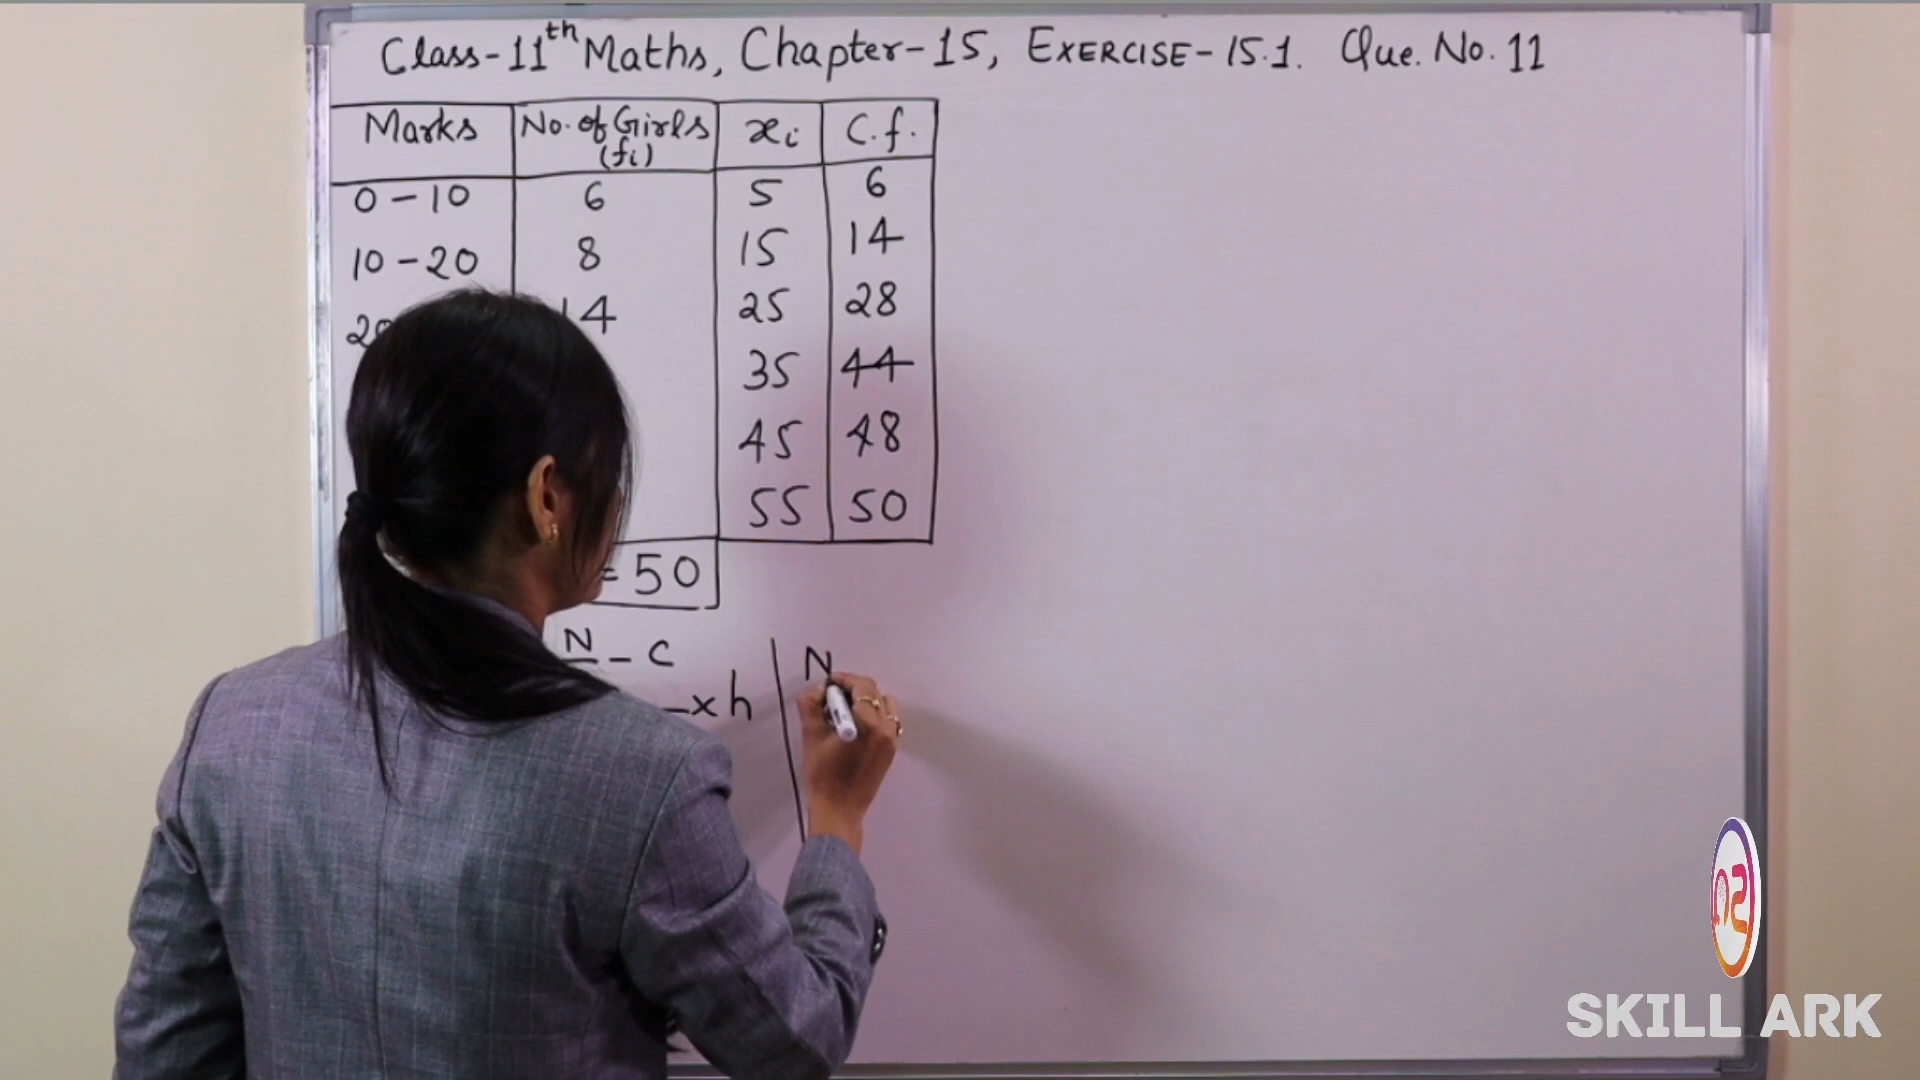 Class-11th Maths, Chapter-15, EXERCISE-15.1. Que. No. 11
Marks No. of Girls (fi) xi C.f.
0-10 6 5 6
10-20 8 15 14
14 25 28
35 44
45 48
55 50
= 50
N - C
x h
N
SKILL ARK